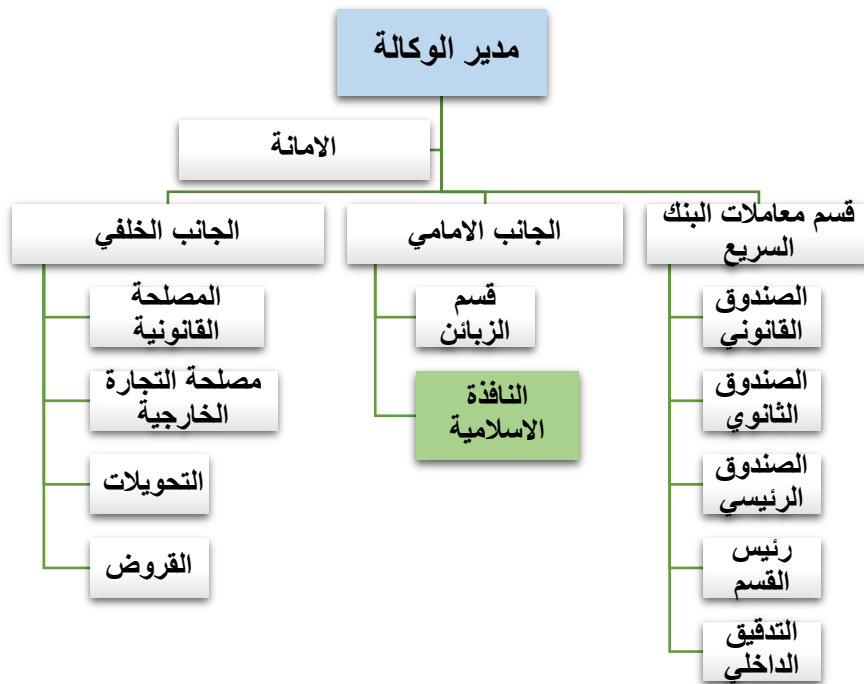 مدير الوكالة
الامانة
قسم معاملات البنك
السريع
الجانب الامامي
الجانب الخلفي
الصندوق
القانوني
الصندوق
الثانوي
الصندوق
الرئيسي
رئيس
القسم
التدقيق
الداخلي
قسم
الزبائن
النافذة
الاسلامية
المصلحة
القانونية
مصلحة التجارة
الخارجية
التحويلات
القروض